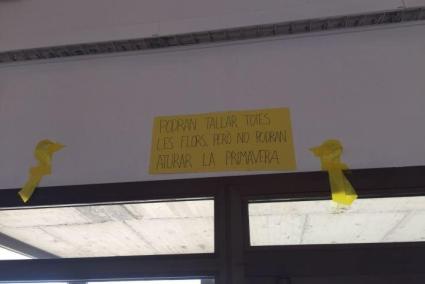 PODRAN TALLAR TOTES
LES FLORS, PERÒ NO PODRAN
ATURAR LA PRIMAVERA